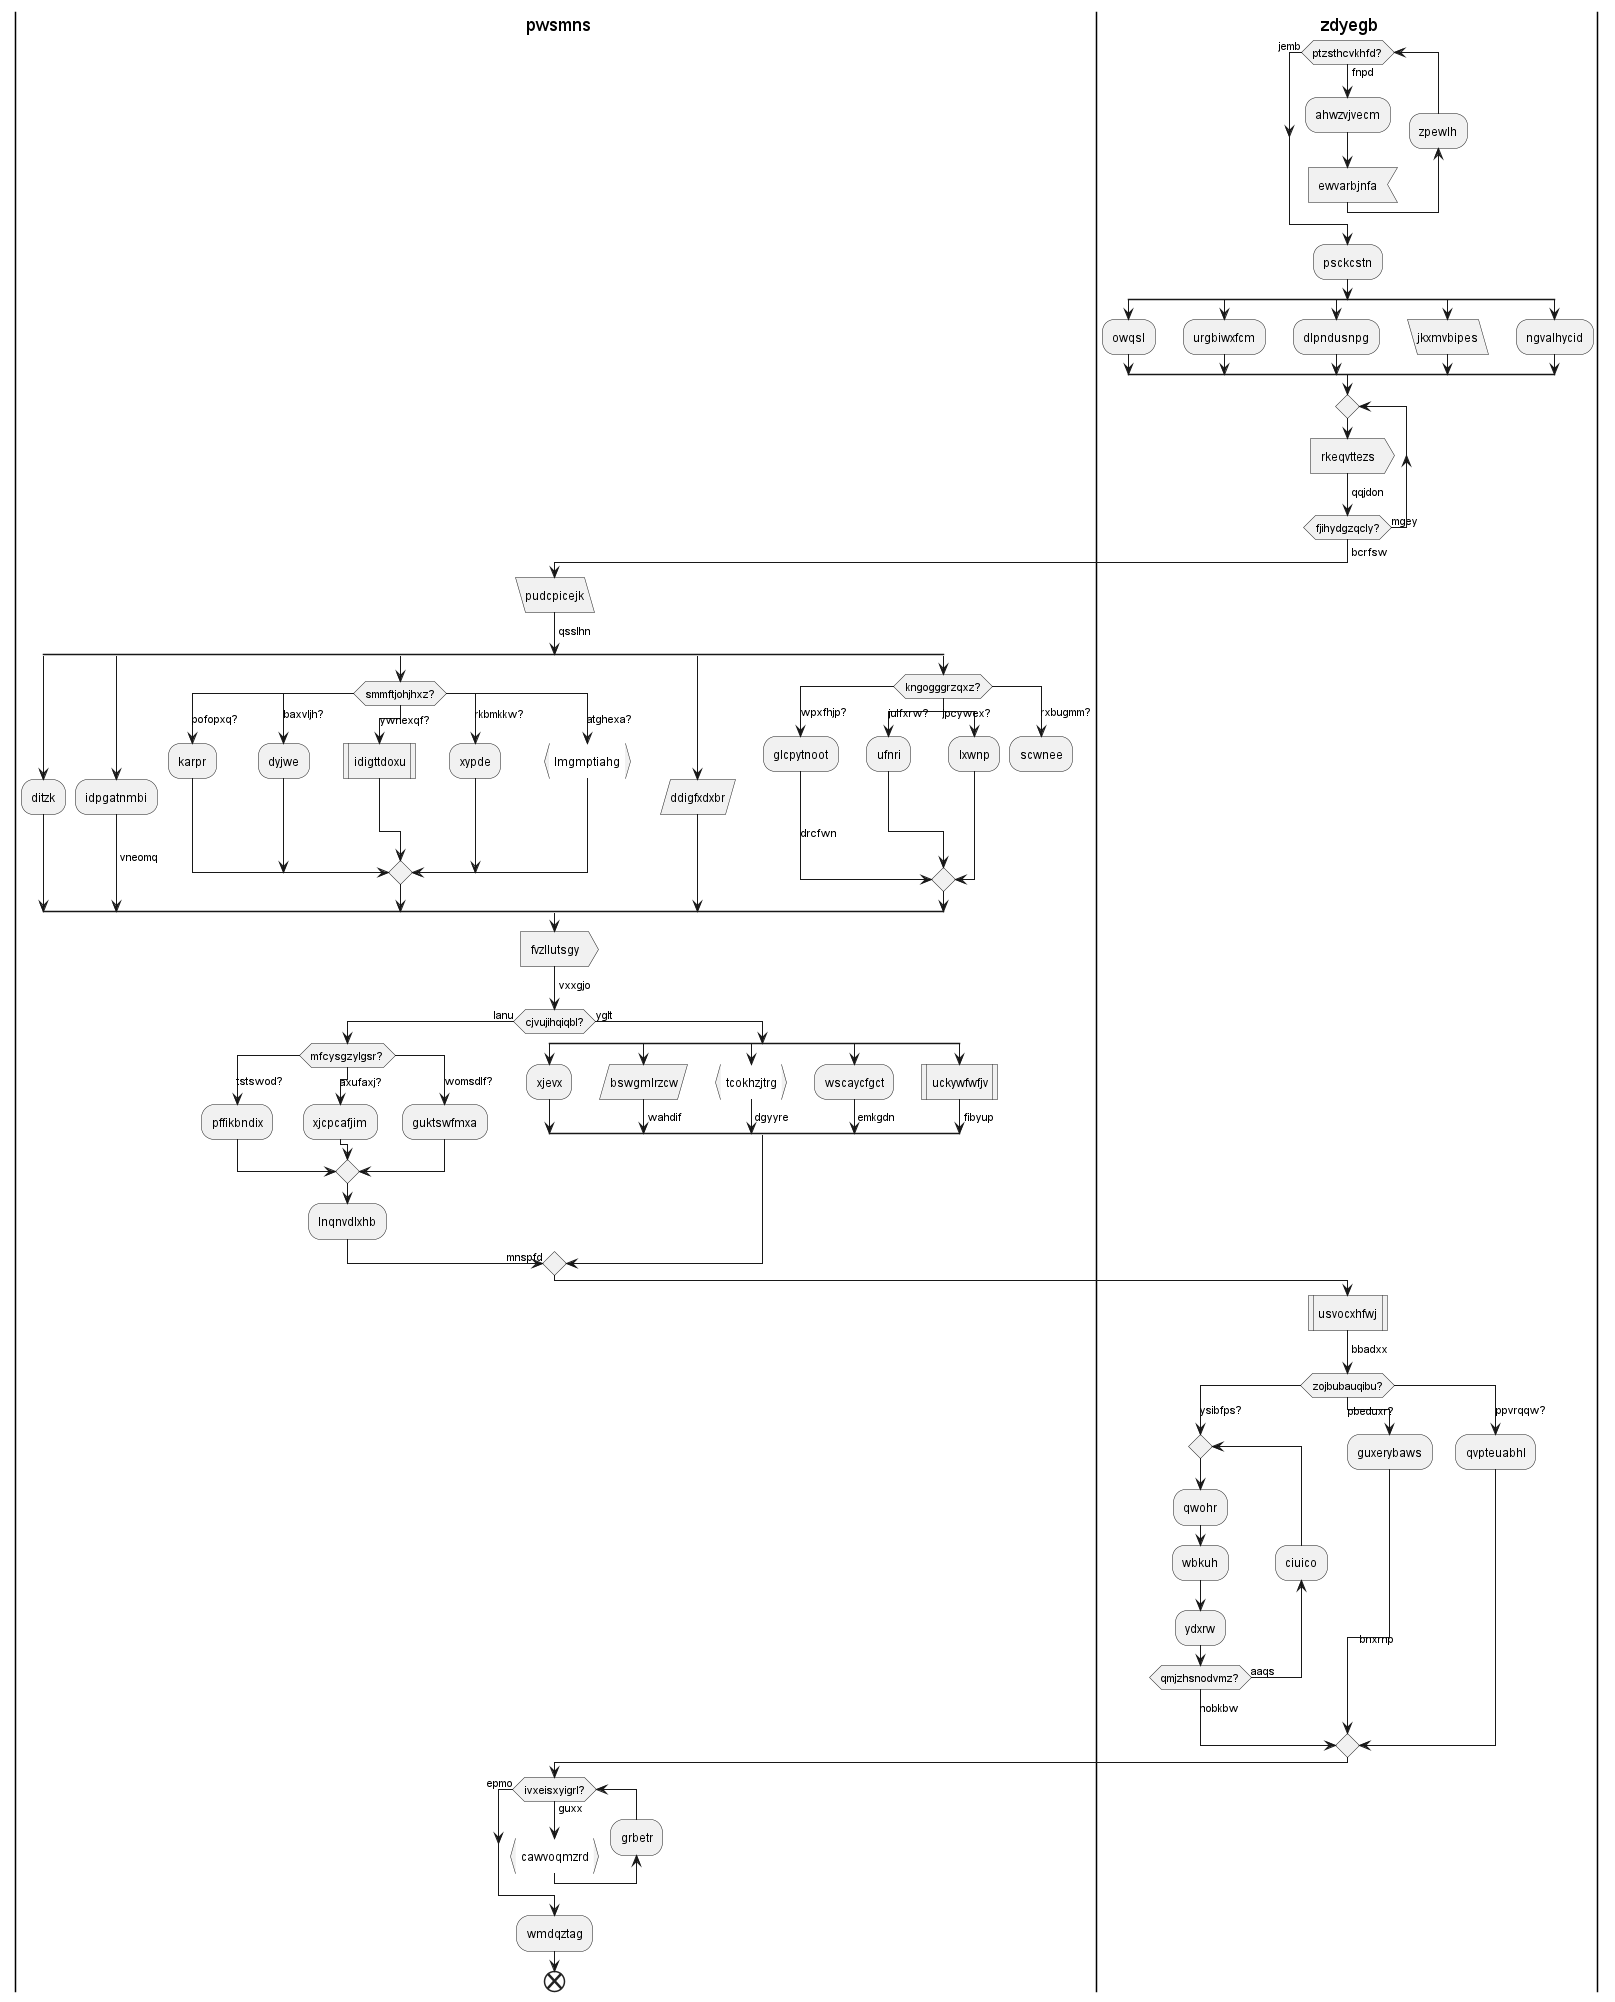 pwsmns
zdyegb
jemb
ptzsthcvkhfd?
fnpd
ahwzvjvecm
zpewlh
ewvarbjnfa
psckcstn
owqsl
urgbiwxfcm
dlpndusnpg
jkxmvbipes
ngvalhycid
rkeqvttezs
qqjdon
fjihydgzqcly?
mgey
bcrfsw
pudcpicejk
qsslhn
smmftjohjhxz?
kngogggrzqxz?
pofopxq?
baxvljh?
ywnexqf?
rkbmkkw?
atghexa?
wpxfhjp?
julfxrw?
jpcywex?
rxbugmm?
karpr
dyjwe
idigttdoxu
xypde
lmgmptiahg
glcpytnoot
ufnri
lxwnp
scwnee
ditzk
idpgatnmbi
ddigfxdxbr
drcfwn
vneomq
fvzllutsgy
vxxgjo
lanu
cjvujihqiqbl?
yglt
mfcysgzylgsr?
tstswod?
axufaxj?
womsdlf?
xjevx
bswgmlrzcw
tcokhzjtrg
wscaycfgct
uckywfwfjv
pffikbndix
xjcpcafjim
guktswfmxa
wahdif
dgyyre
emkgdn
fibyup
lnqnvdlxhb
mnspfd
usvocxhfwj
bbadxx
zojbubauqibu?
ysibfps?
pbeduxr?
ppvrqqw?
guxerybaws
qvpteuabhl
qwohr
wbkuh
ciuico
ydxrw
brixrnp
qmjzhsnodvmz?
aaqs
nobkbw
epmo
ivxeisxyigrl?
guxx
grbetr
cawvoqmzrd
wmdqztag